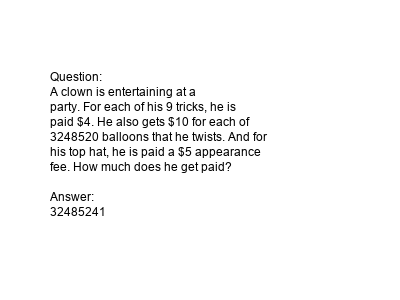 Question:
A clown is entertaining at a
party. For each of his 9 tricks, he is
paid $4. He also gets $10 for each of
3248520 balloons that he twists. And for
his top hat, he is paid a $5 appearance
fee. How much does he get paid?

Answer:
32485241